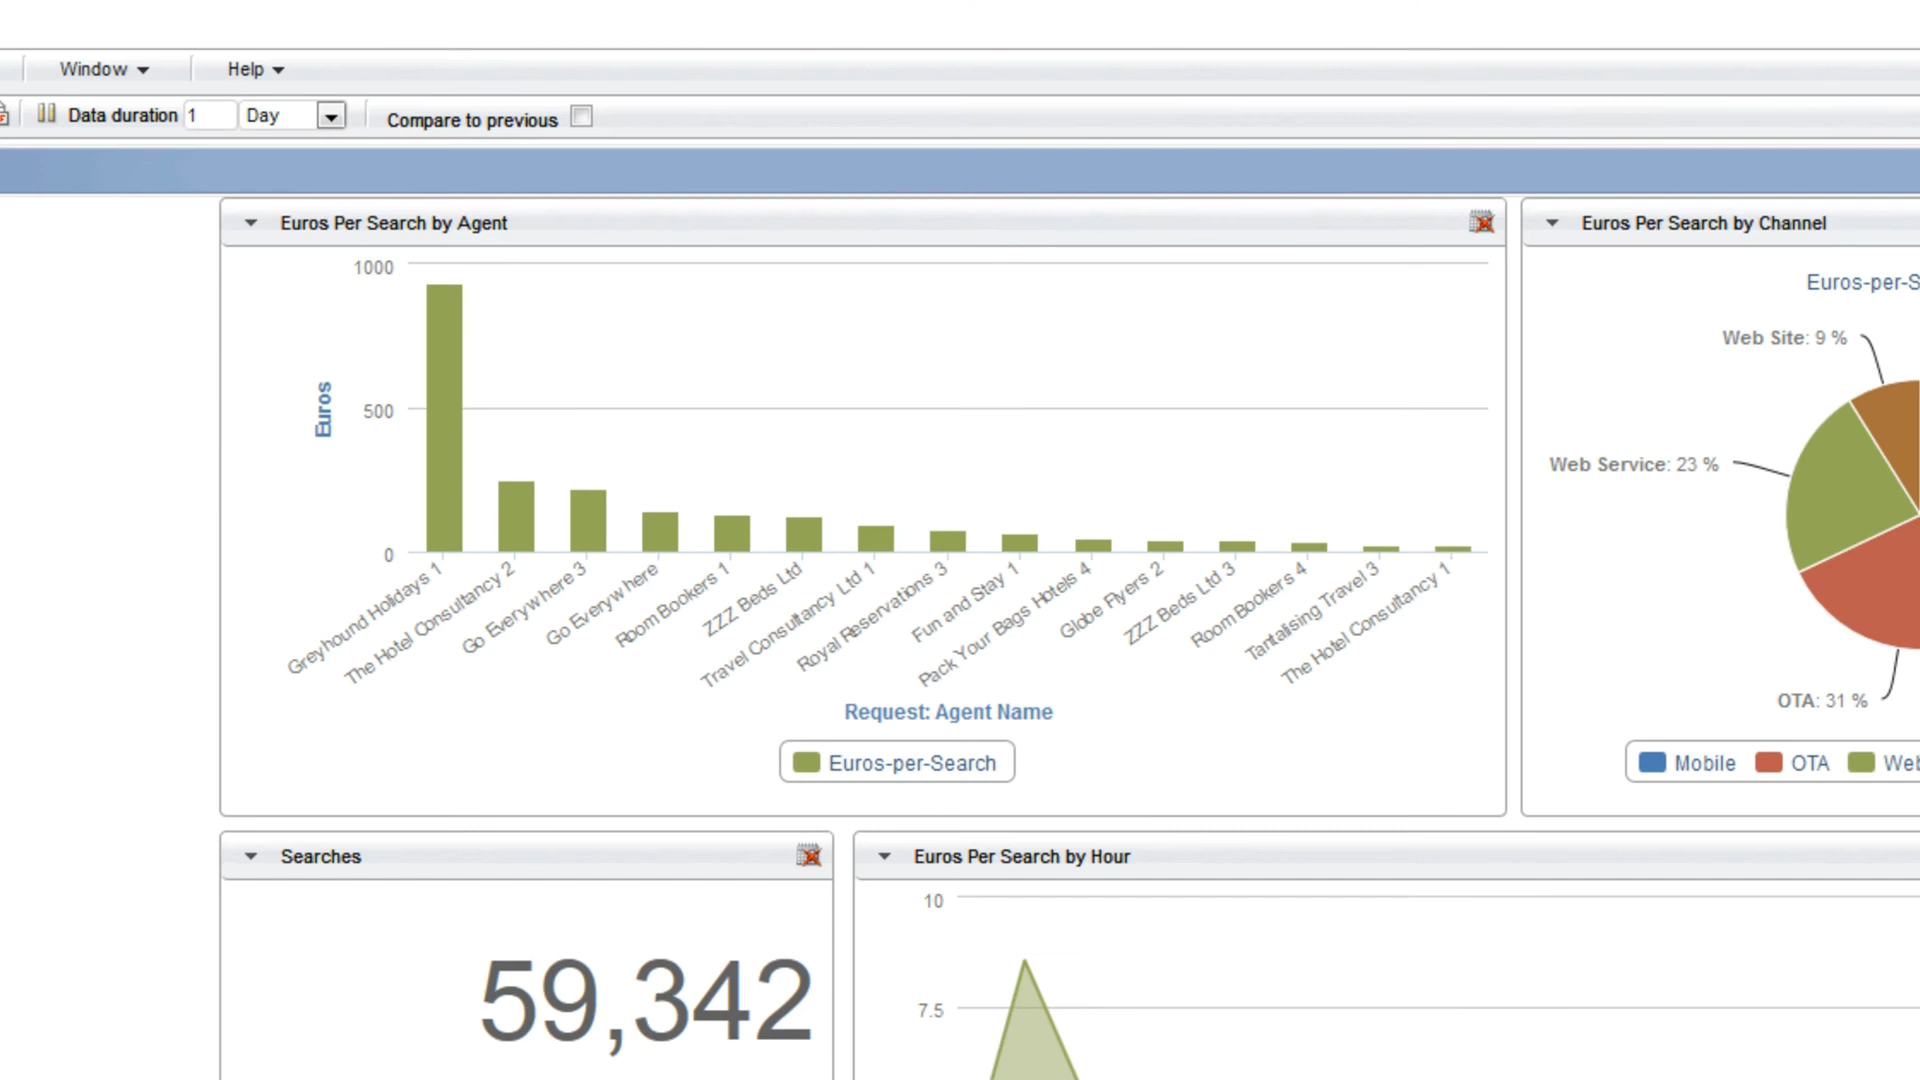 Window
Help
Data duration 1 Day
Compare to previous
Euros Per Search by Agent
1000
500
0
Euros
Greyhound Holidays 1
The Hotel Consultancy 2
Go Everywhere 3
Go Everywhere
Room Bookers 1
ZZZ Beds Ltd
Travel Consultancy Ltd 1
Royal Reservations 3
Fun and Stay 1
Pack Your Bags Hotels 4
Globe Flyers 2
ZZZ Beds Ltd 3
Room Bookers 4
Tantalising Travel 3
The Hotel Consultancy 1
Request: Agent Name
Euros-per-Search
Euros Per Search by Channel
Euros-per-S
Web Site: 9 %
Web Service: 23 %
OTA: 31 %
Mobile OTA Web
Searches
59,342
Euros Per Search by Hour
10
7.5